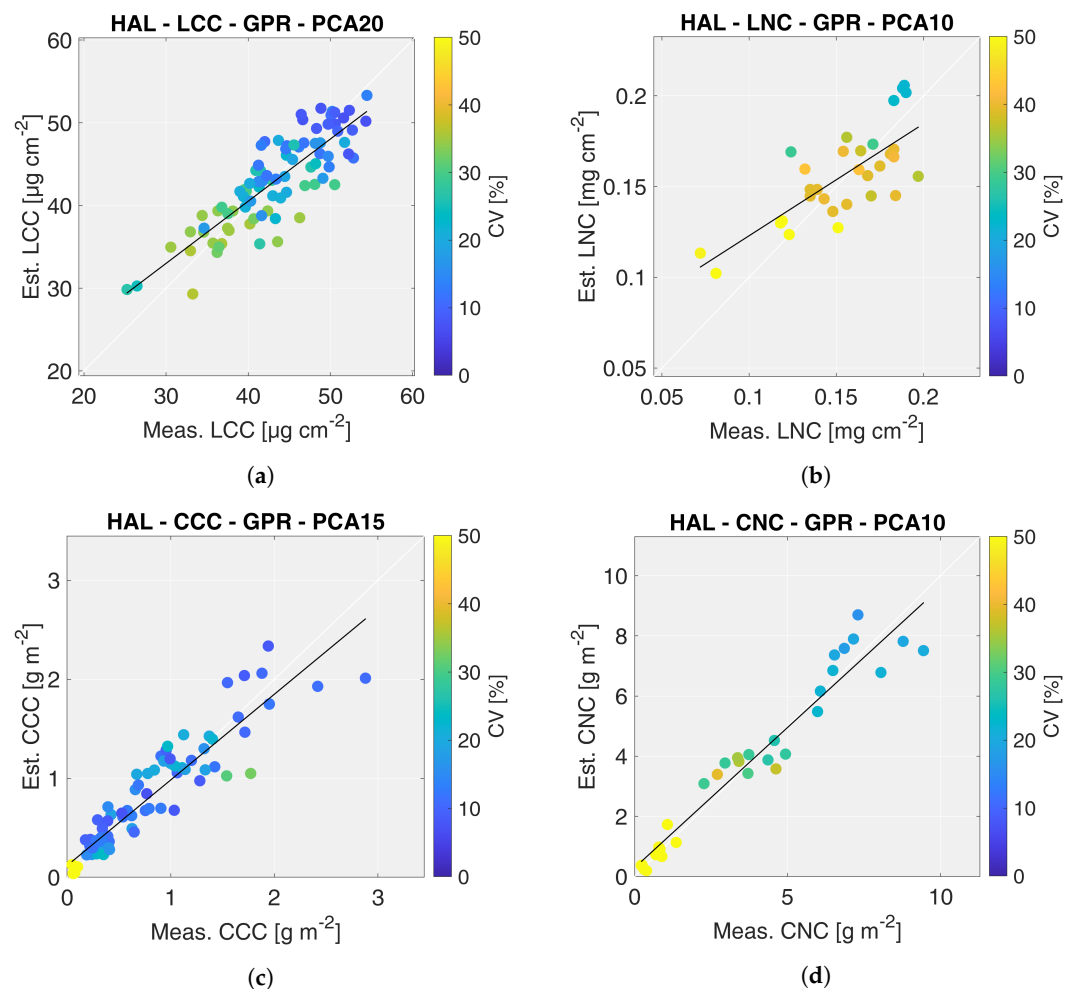 HAL - LCC - GPR - PCA20
60
50
40
30
20
20 30 40 50 60
Est. LCC [µg cm-2]
Meas. LCC [µg cm-2]
50
40
30
20
10
0
CV [%]
(a)
HAL - LNC - GPR - PCA10
0.2
0.15
0.1
0.05
0.05 0.1 0.15 0.2
Est. LNC [mg cm-2]
Meas. LNC [mg cm-2]
50
40
30
20
10
0
CV [%]
(b)
HAL - CCC - GPR - PCA15
3
2
1
0
0 1 2 3
Est. CCC [g m-2]
Meas. CCC [g m-2]
50
40
30
20
10
0
CV [%]
(c)
HAL - CNC - GPR - PCA10
10
8
6
4
2
0
0 5 10
Est. CNC [g m-2]
Meas. CNC [g m-2]
50
40
30
20
10
0
CV [%]
(d)